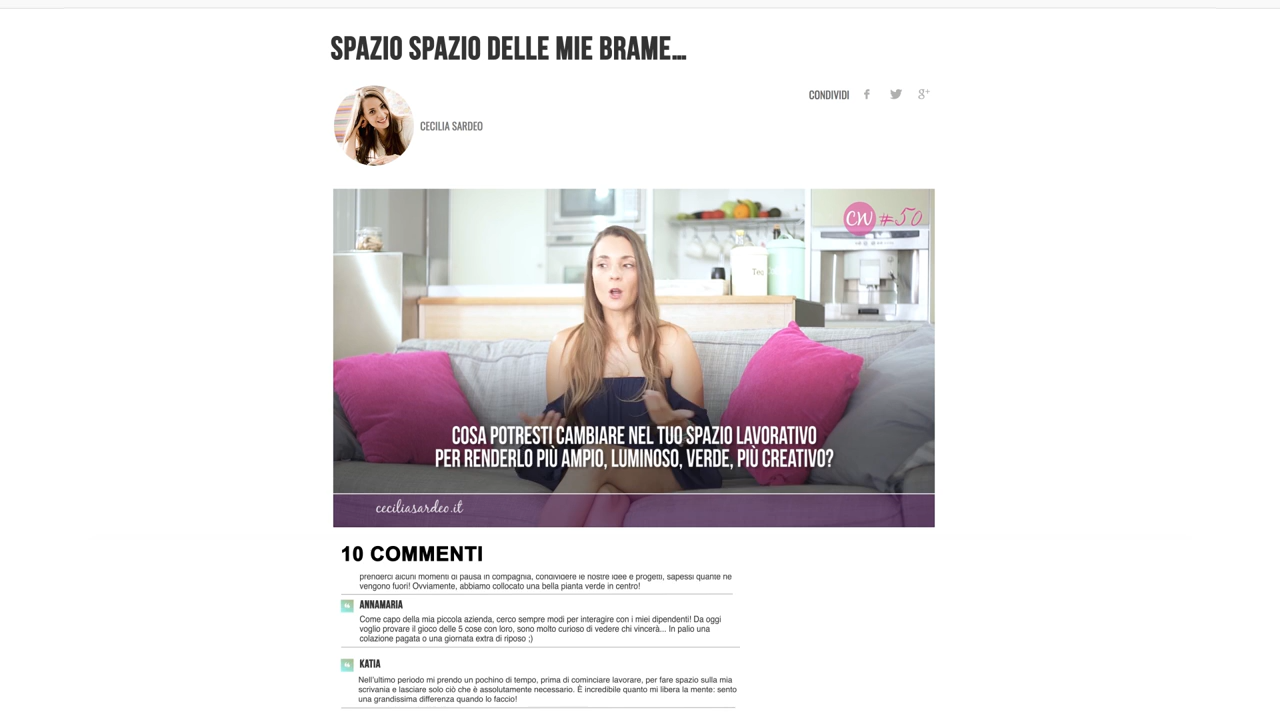 SPAZIO SPAZIO DELLE MIE BRAME...
CONDIVIDI
CECILIA SARDEO
CW #50
Tea
COSA POTRESTI CAMBIARE NEL TUO SPAZIO LAVORATIVO
PER RENDERLO PIÙ AMPIO, LUMINOSO, VERDE, PIÙ CREATIVO?
ceciliasardeo.it
10 COMMENTI
prenderci alcuni momenti di pausa in compagnia, condividere le nostre idee e progetti, sapessi quante ne
vengono fuori! Ovviamente, abbiamo collocato una bella pianta verde in centro!
ANNAMARIA
Come capo della mia piccola azienda, cerco sempre modi per interagire con i miei dipendenti! Da oggi
voglio provare il gioco delle 5 cose con loro, sono molto curioso di vedere chi vincerà... In palio una
colazione pagata o una giornata extra di riposo ;)
KATIA
Nell'ultimo periodo mi prendo un pochino di tempo, prima di cominciare lavorare, per fare spazio sulla mia
scrivania e lasciare solo ciò che è assolutamente necessario. È incredibile quanto mi libera la mente: sento
una grandissima differenza quando lo faccio!